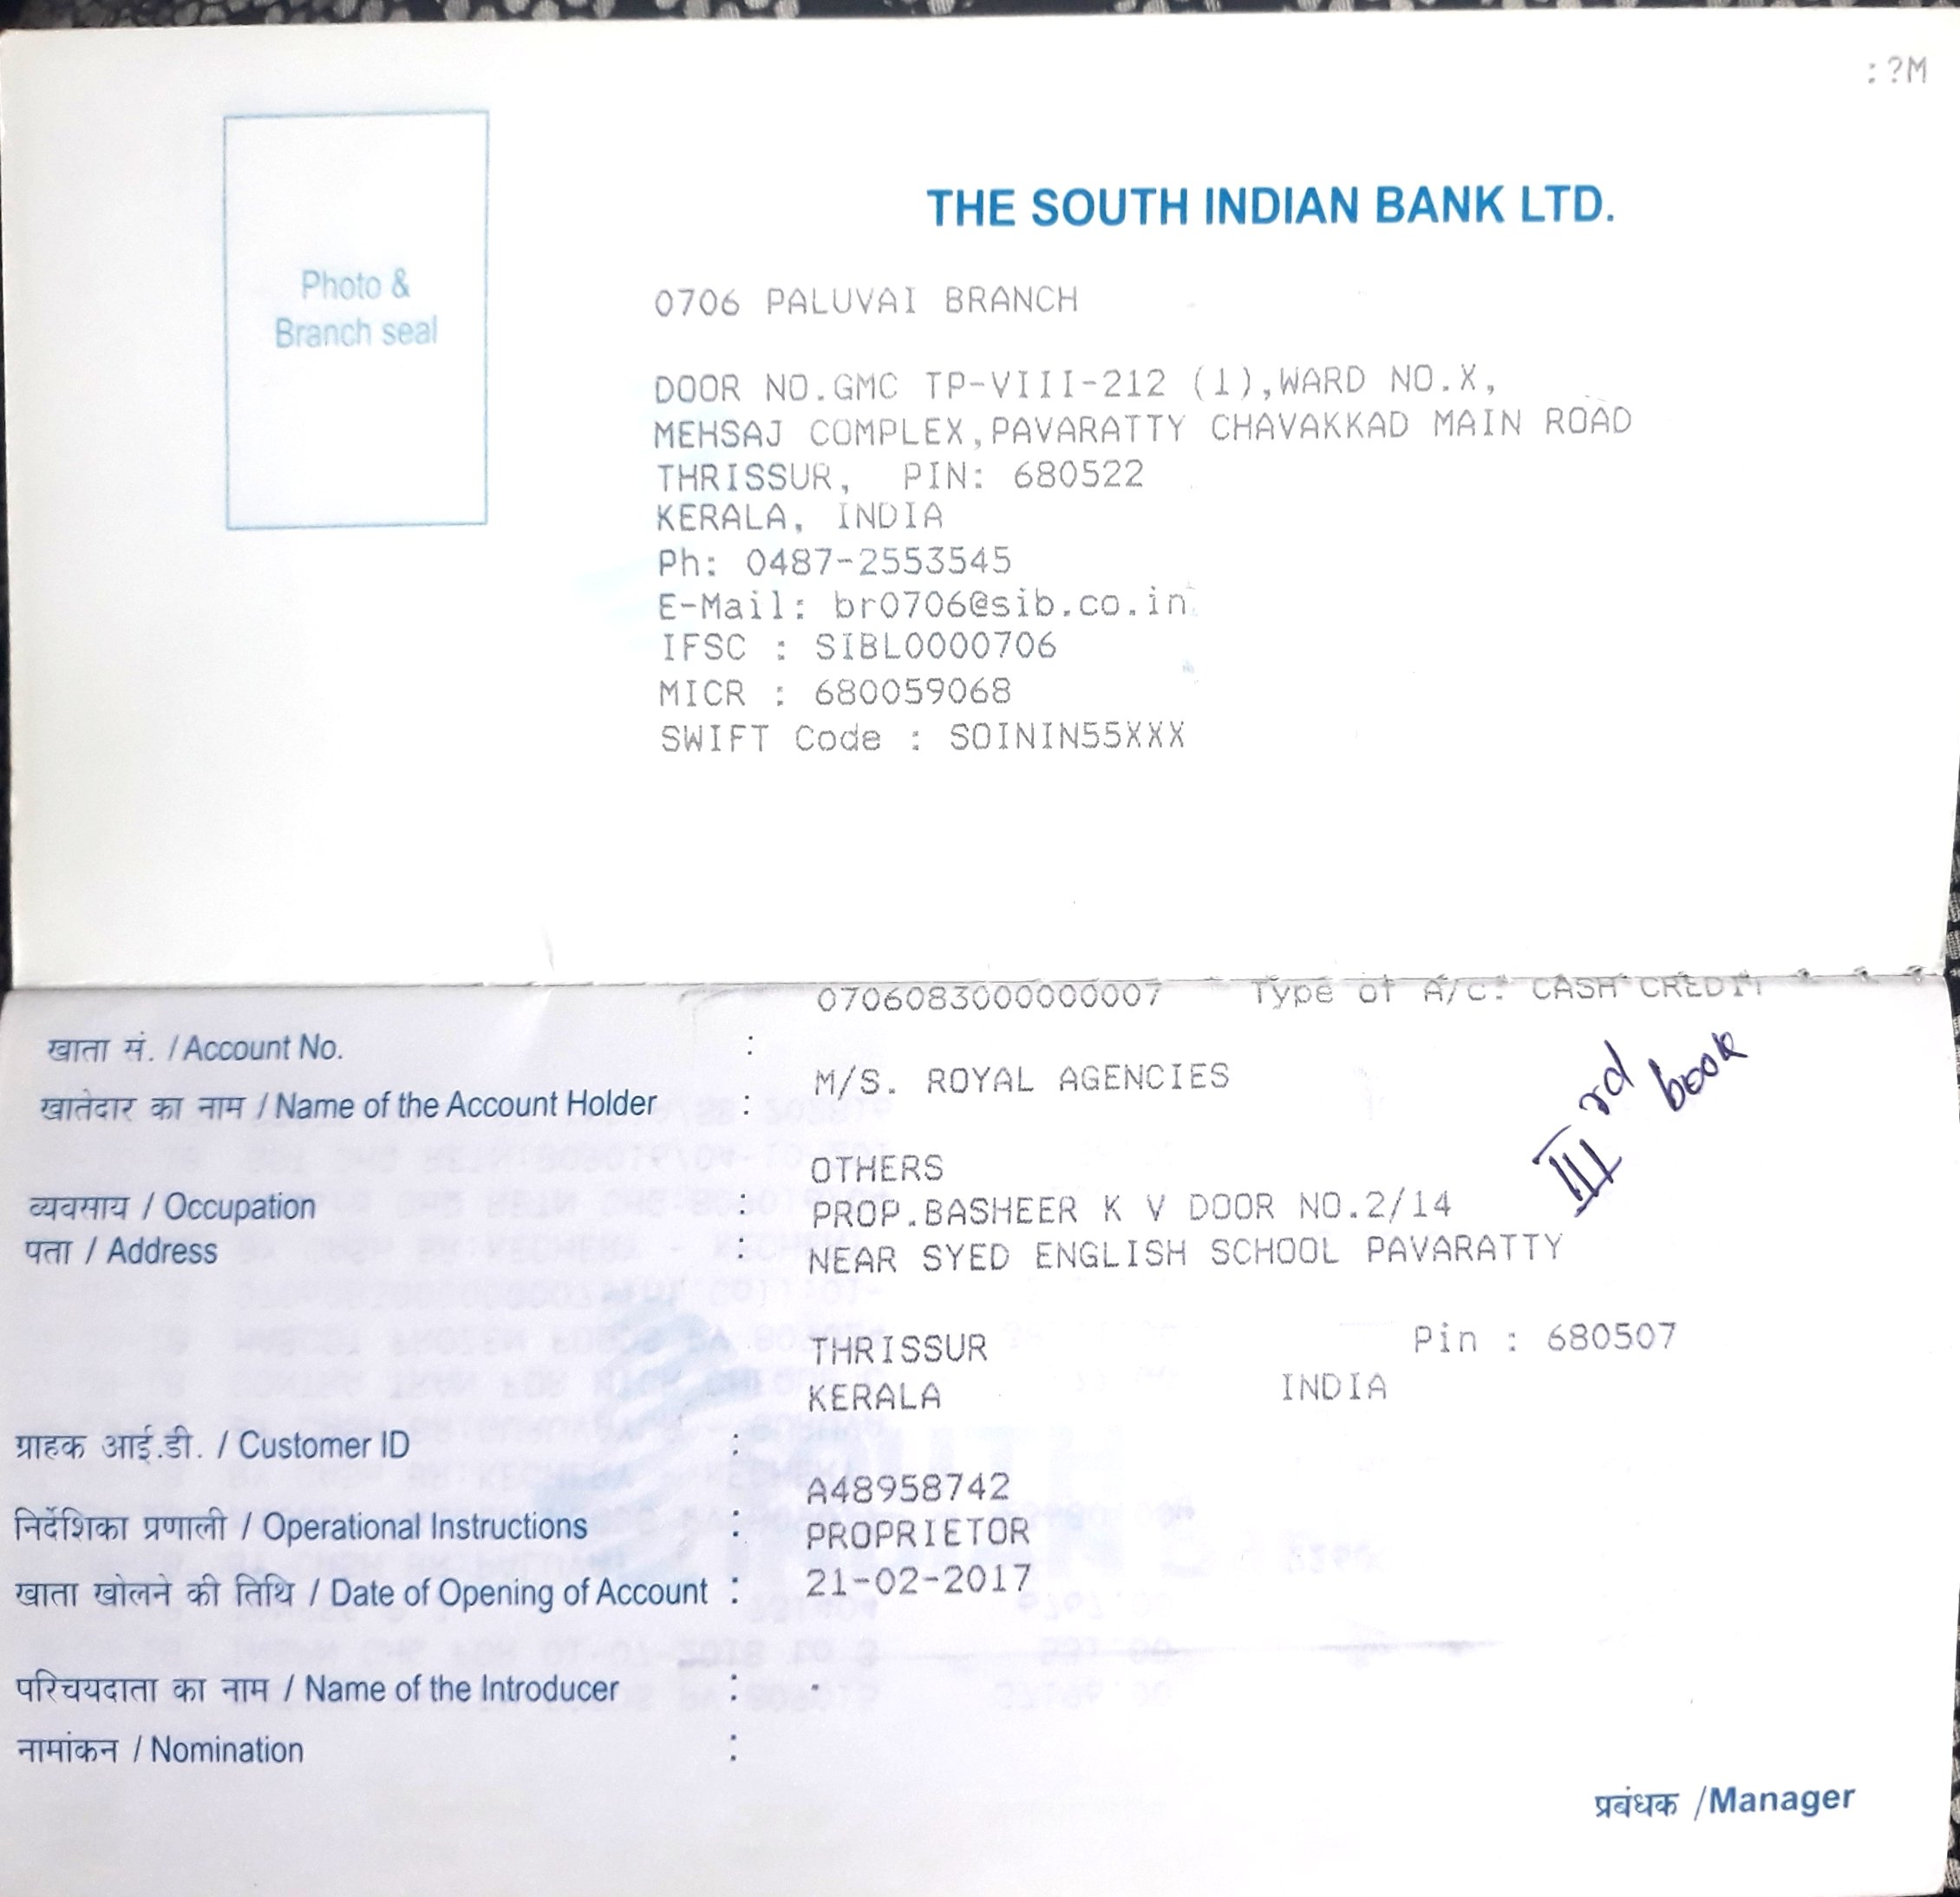 :?M
Photo &
Branch seal
THE SOUTH INDIAN BANK LTD.
0706 PALUVAI BRANCH
DOOR NO.GMC TP-VIII-212 (1),WARD NO.X,
MEHSAJ COMPLEX,PAVARATTY CHAVAKKAD MAIN ROAD
THRISSUR, PIN: 680522
KERALA, INDIA
Ph: 0487-2553545
E-Mail: br0706@sib.co.in
IFSC : SIBL0000706
MICR : 680059068
SWIFT Code : SOININ55XXX
0706083000000007 Type of A/c: CASH CREDIT
खाता सं. / Account No. :
खातेदार का नाम / Name of the Account Holder : M/S. ROYAL AGENCIES
IIIrd book
OTHERS
व्यवसाय / Occupation : PROP.BASHEER K V DOOR NO.2/14
पता / Address : NEAR SYED ENGLISH SCHOOL PAVARATTY
THRISSUR Pin : 680507
KERALA INDIA
ग्राहक आई.डी. / Customer ID :
A48958742
निर्देशिका प्रणाली / Operational Instructions : PROPRIETOR
खाता खोलने की तिथि / Date of Opening of Account : 21-02-2017
परिचयदाता का नाम / Name of the Introducer : .
नामांकन / Nomination :
प्रबंधक /Manager